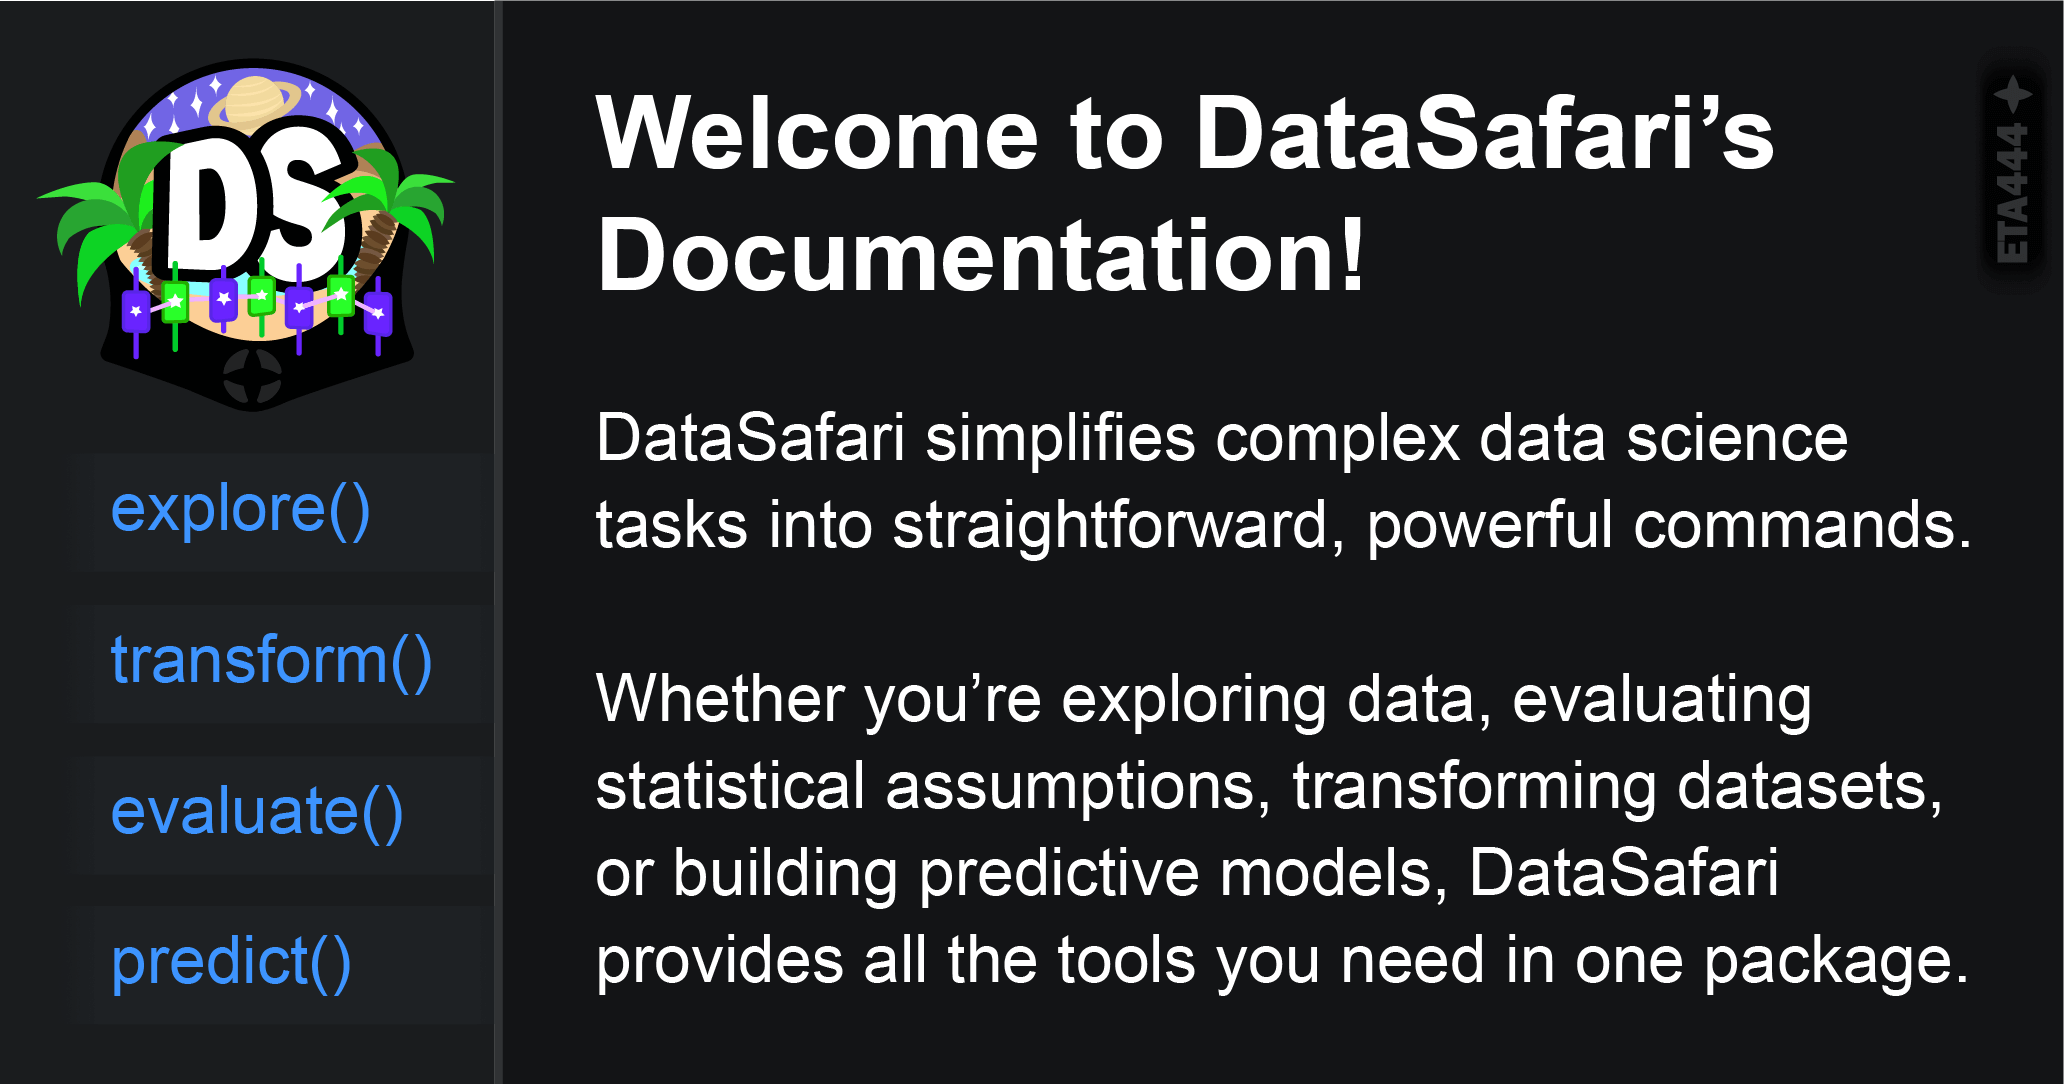 DS
explore()
transform()
evaluate()
predict()
Welcome to DataSafari’s
Documentation!
DataSafari simplifies complex data science
tasks into straightforward, powerful commands.
Whether you’re exploring data, evaluating
statistical assumptions, transforming datasets,
or building predictive models, DataSafari
provides all the tools you need in one package.
ETA444